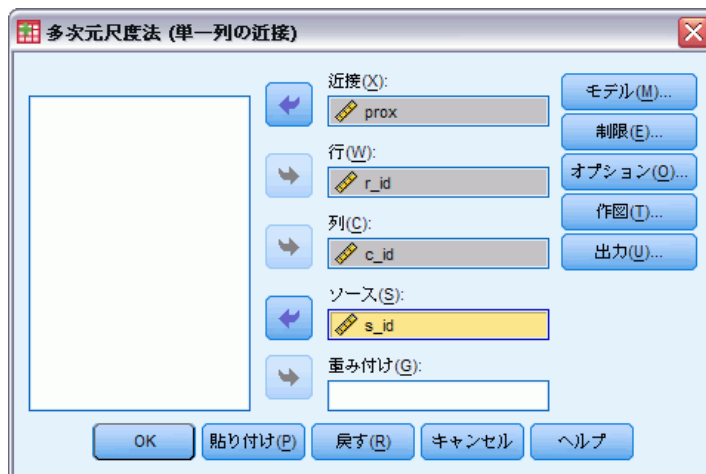 多次元尺度法 (単一列の近接)
近接(X):
prox
行(W):
r_id
列(C):
c_id
ソース(S):
s_id
重み付け(G):
モデル(M)...
制限(E)...
オプション(O)...
作図(T)...
出力(U)...
OK
貼り付け(P)
戻す(R)
キャンセル
ヘルプ